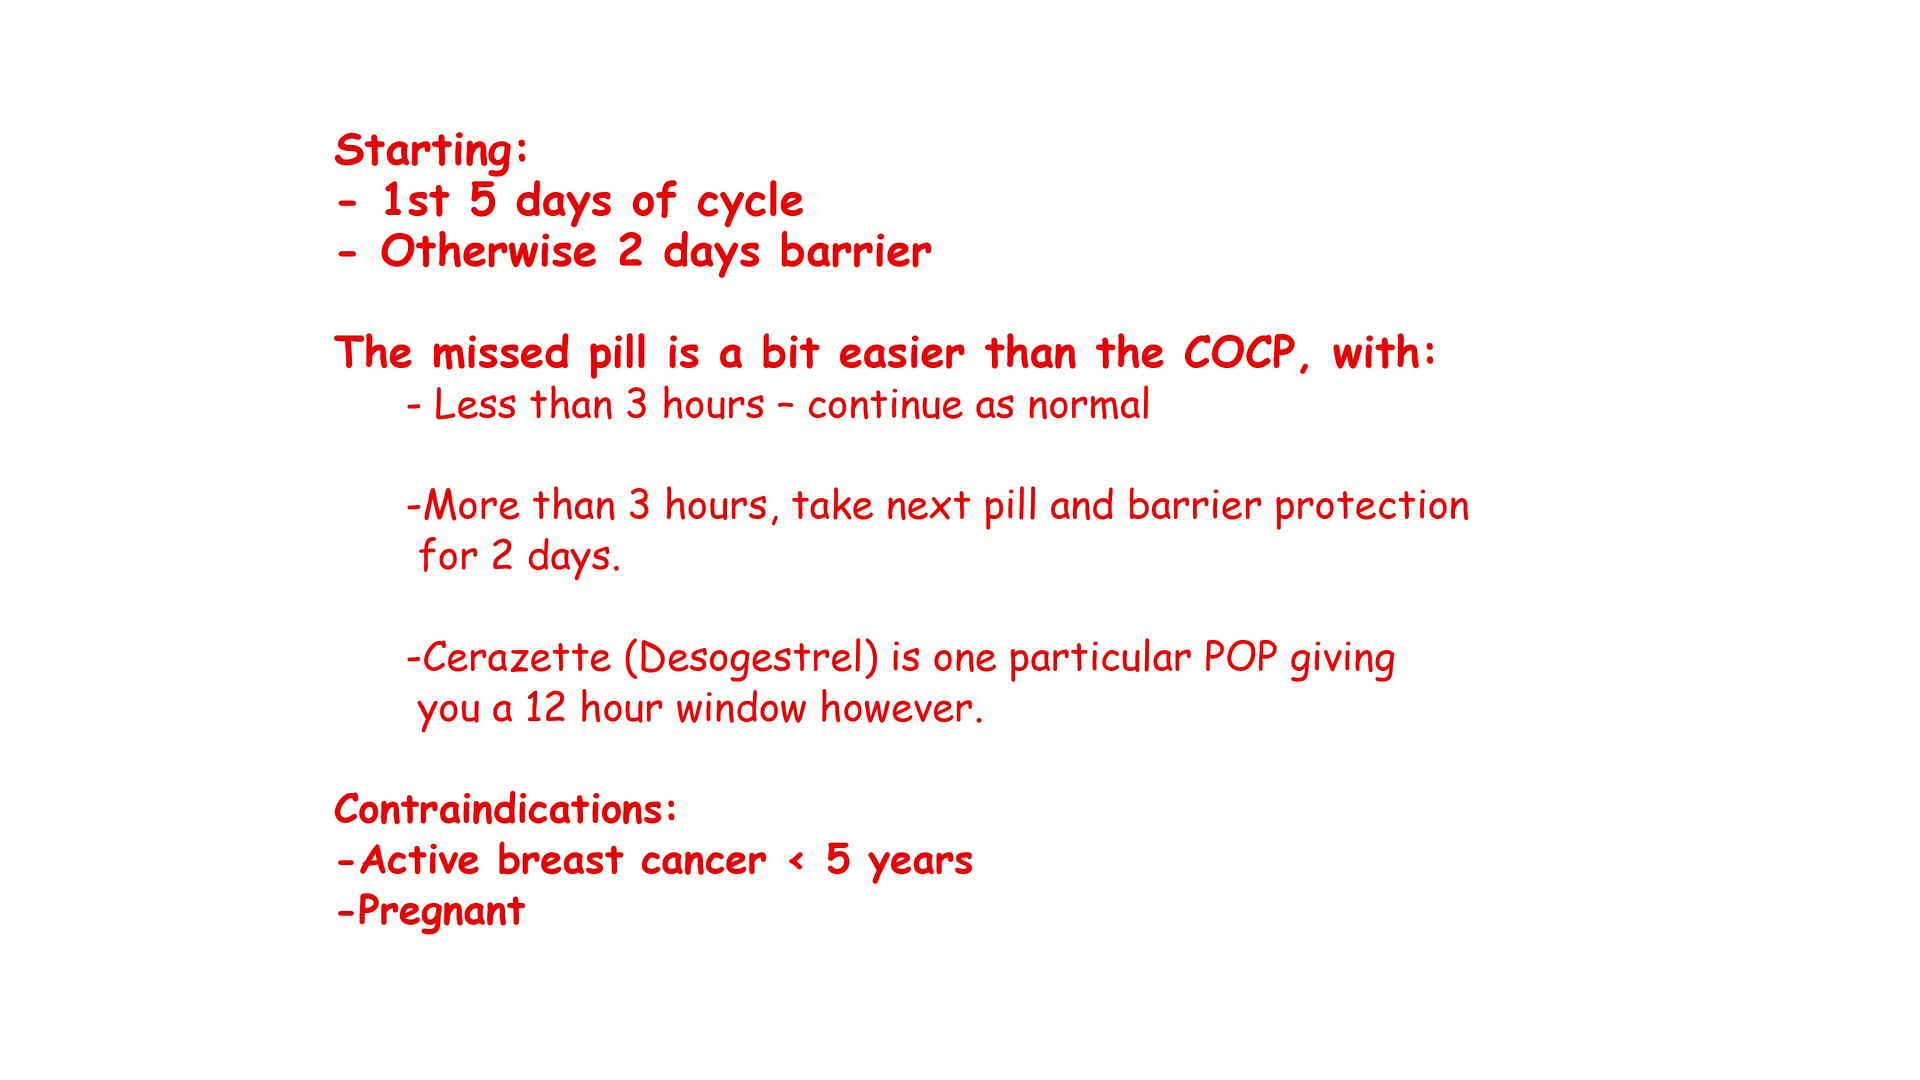 Starting:
- 1st 5 days of cycle
- Otherwise 2 days barrier
The missed pill is a bit easier than the COCP, with:
- Less than 3 hours – continue as normal
-More than 3 hours, take next pill and barrier protection
for 2 days.
-Cerazette (Desogestrel) is one particular POP giving
you a 12 hour window however.
Contraindications:
-Active breast cancer < 5 years
-Pregnant